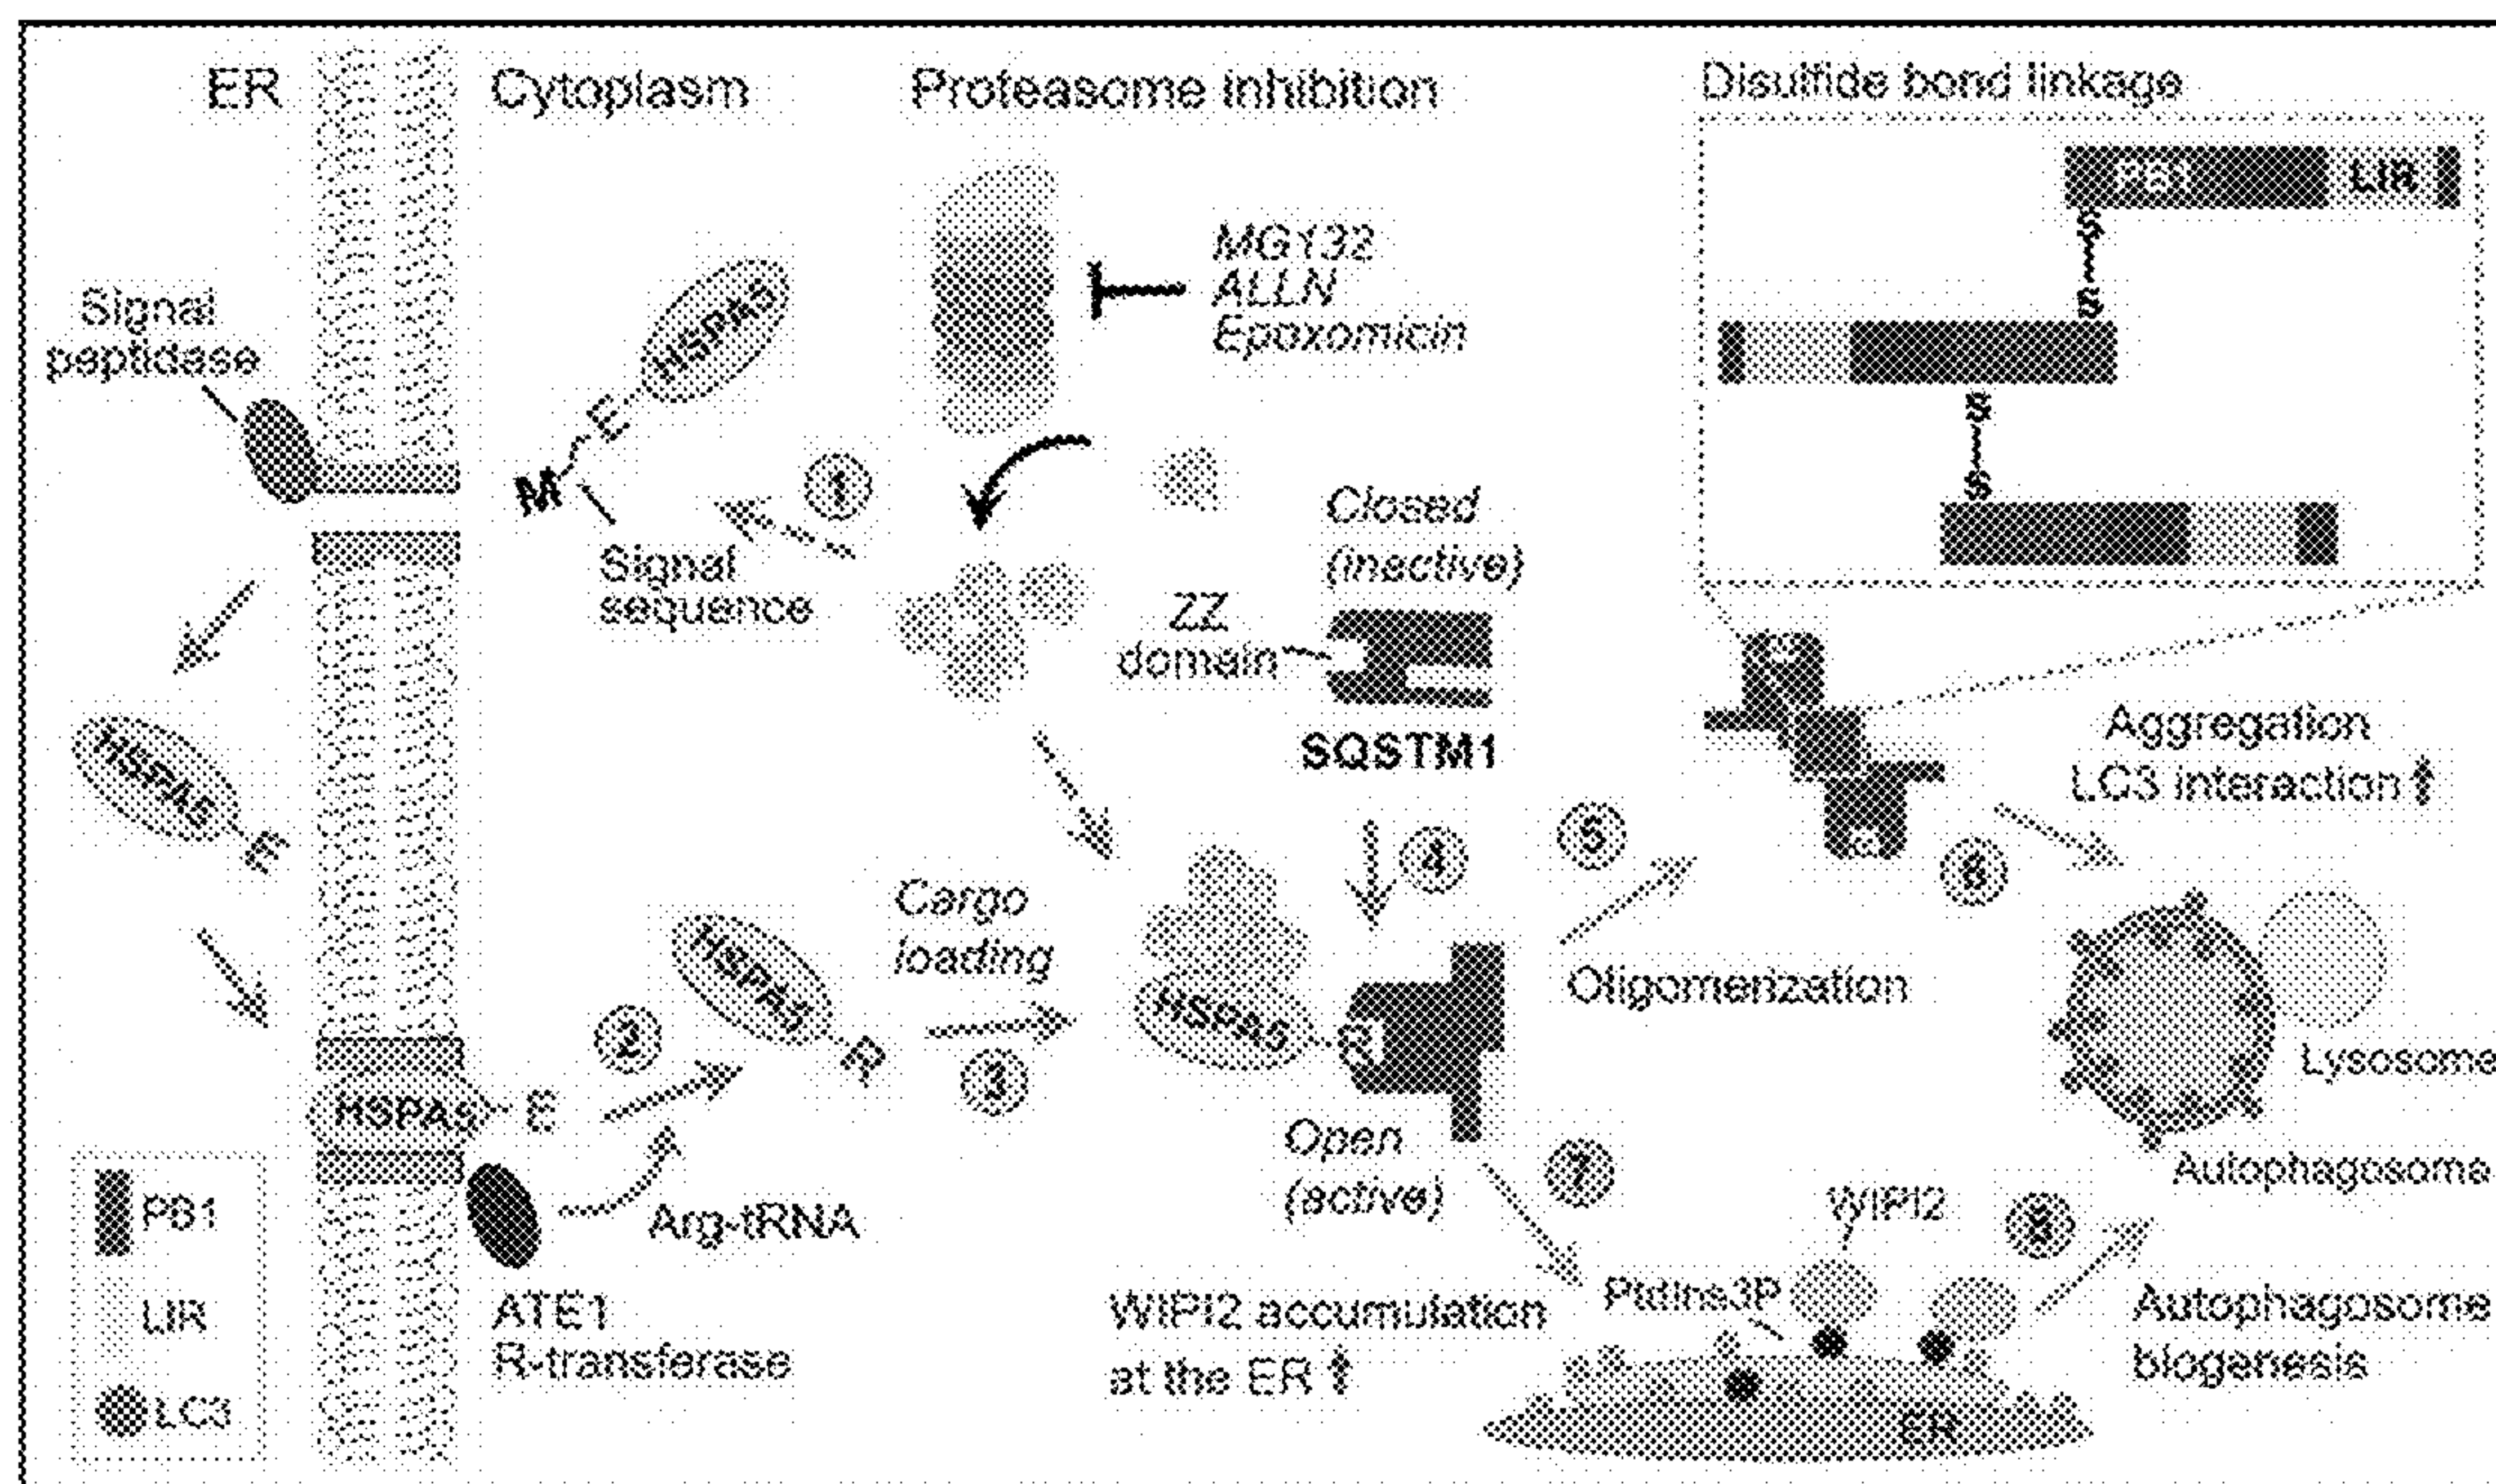 ER
Cytoplasm
Proteasome inhibition
Disulfide bond linkage
LIR
S
S
S
S
MG132
ALLN
Epoxomicin
Signal
peptidase
HSPA5
E
M
1
Signal
sequence
Closed
(inactive)
ZZ
domain
SQSTM1
Aggregation
LC3 interaction
HSPA5
E
4
5
6
Cargo
loading
HSPA5
R
2
3
HSPA5
Oligomerization
Lysosome
Autophagosome
HSPA5
E
Open
(active)
7
PB1
LIR
LC3
Arg-tRNA
ATE1
R-transferase
WIPI2
8
WIPI2 accumulation
at the ER
PtdIns3P
Autophagosome
biogenesis
ER